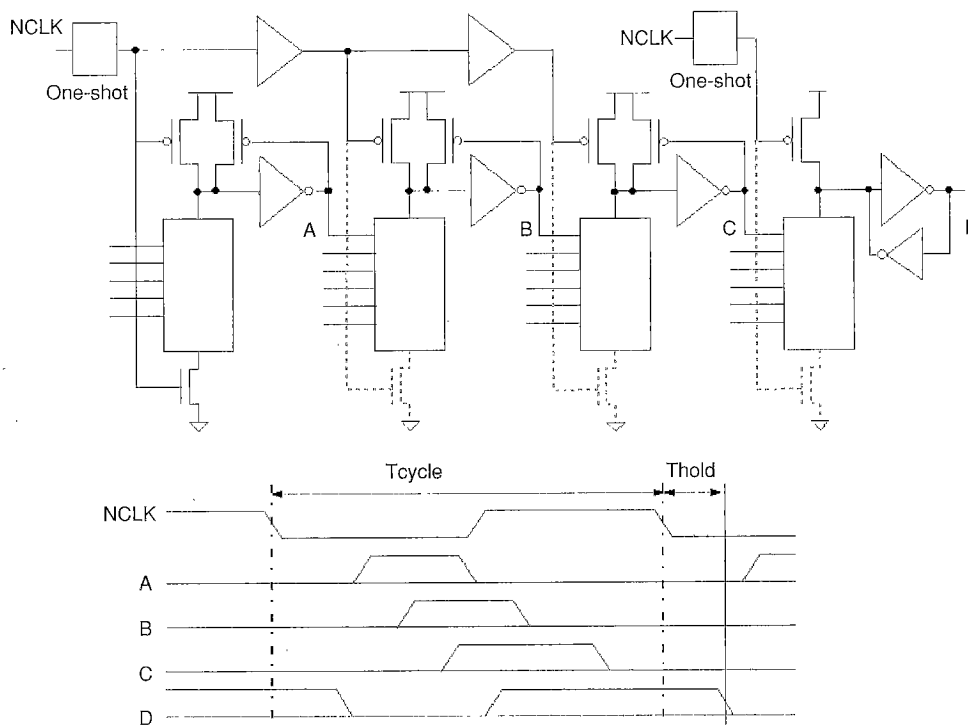 NCLK
One-shot
NCLK
One-shot
A
B
C
Tcycle
Thold
NCLK
A
B
C
D